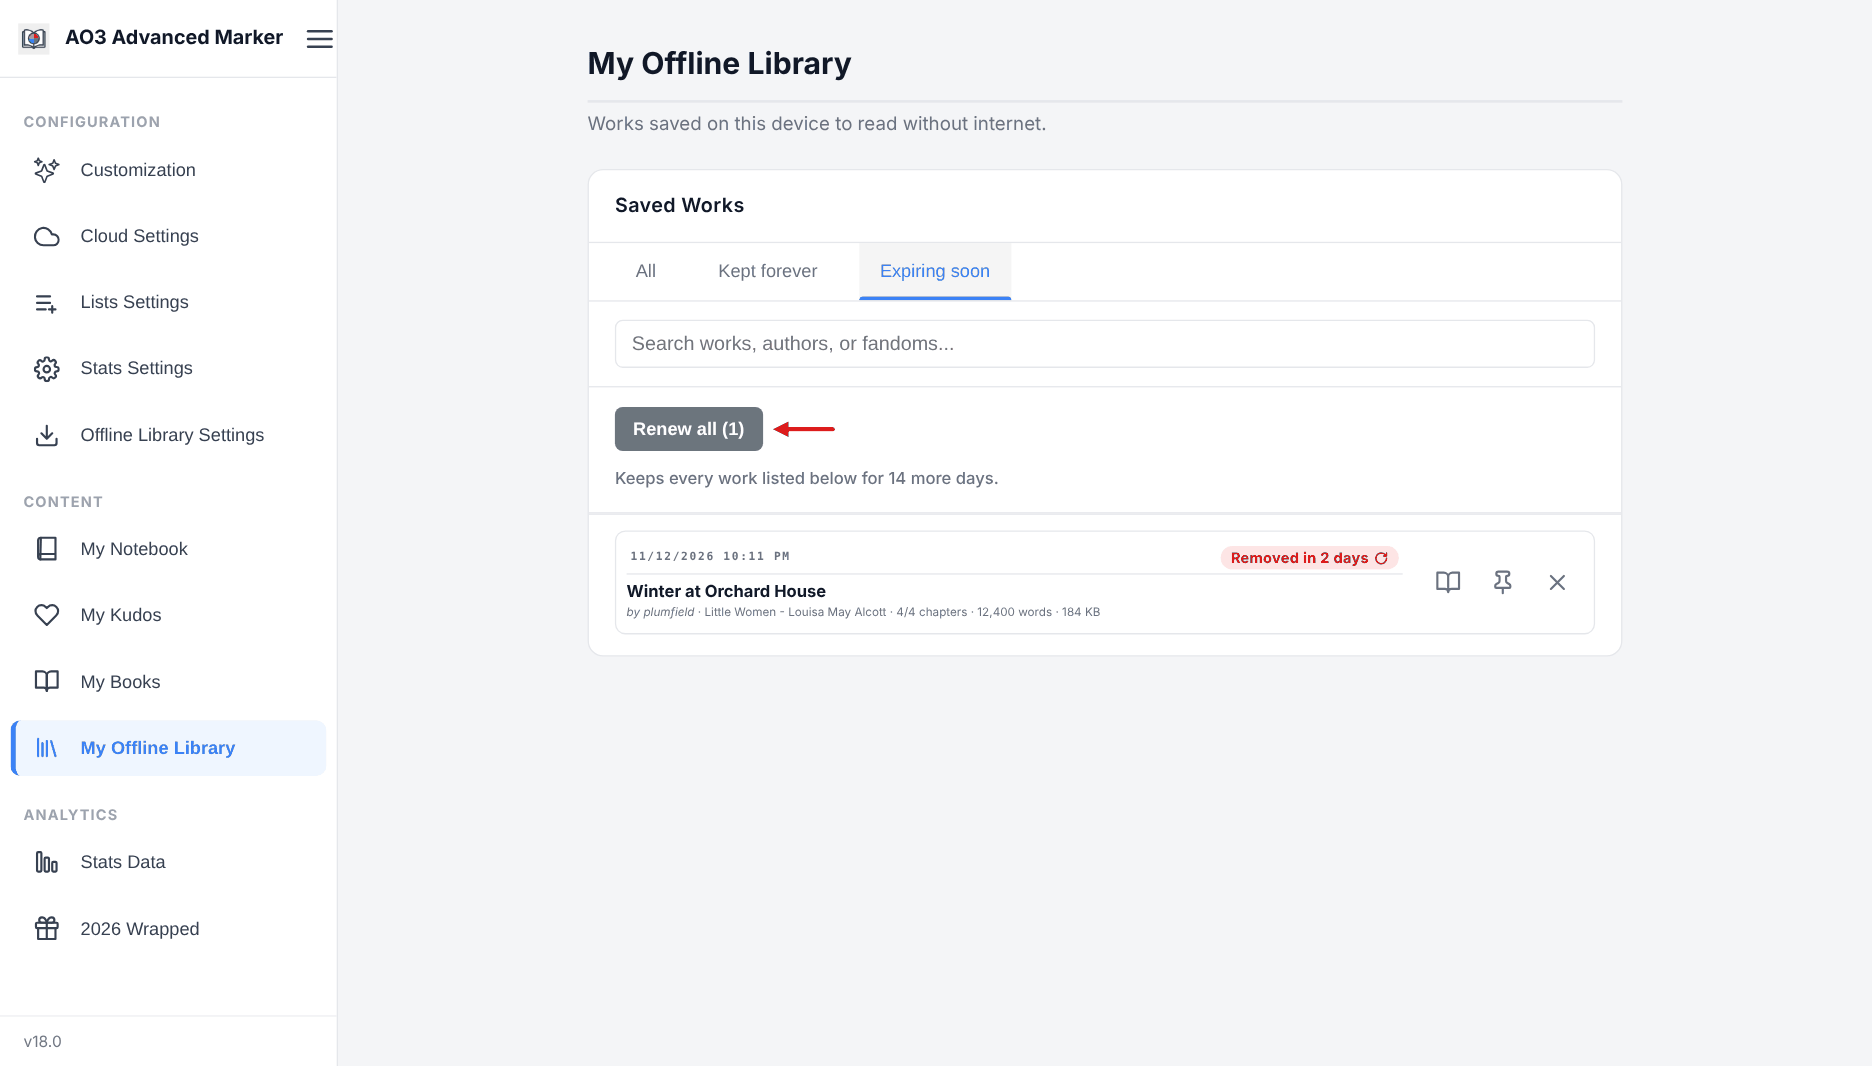 AO3 Advanced Marker
CONFIGURATION
Customization
Cloud Settings
Lists Settings
Stats Settings
Offline Library Settings
CONTENT
My Notebook
My Kudos
My Books
My Offline Library
ANALYTICS
Stats Data
2026 Wrapped
v18.0
My Offline Library
Works saved on this device to read without internet.
Saved Works
All
Kept forever
Expiring soon
Search works, authors, or fandoms...
Renew all (1)
Keeps every work listed below for 14 more days.
11/12/2026 10:11 PM
Removed in 2 days
Winter at Orchard House
by plumfield · Little Women - Louisa May Alcott · 4/4 chapters · 12,400 words · 184 KB